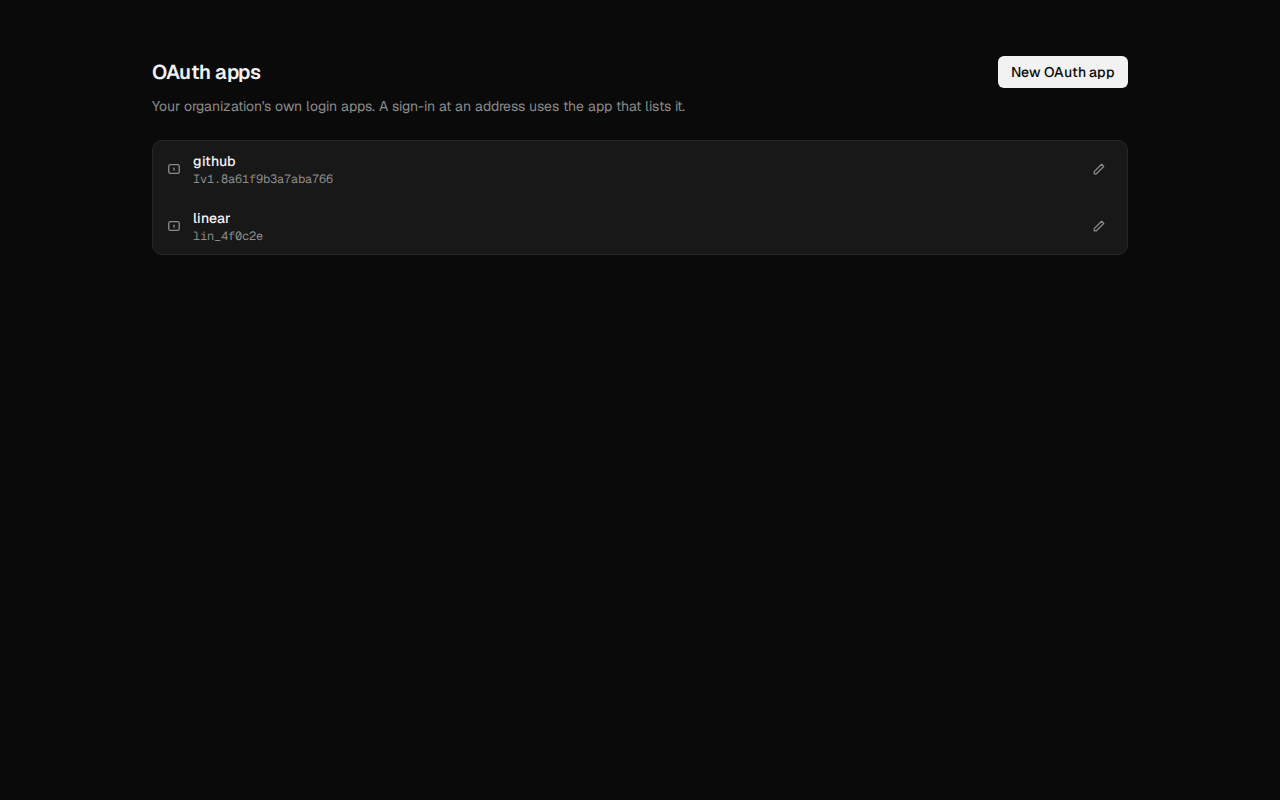 OAuth apps
New OAuth app
Your organization's own login apps. A sign-in at an address uses the app that lists it.
github
Iv1.8a61f9b3a7aba766
linear
lin_4f0c2e